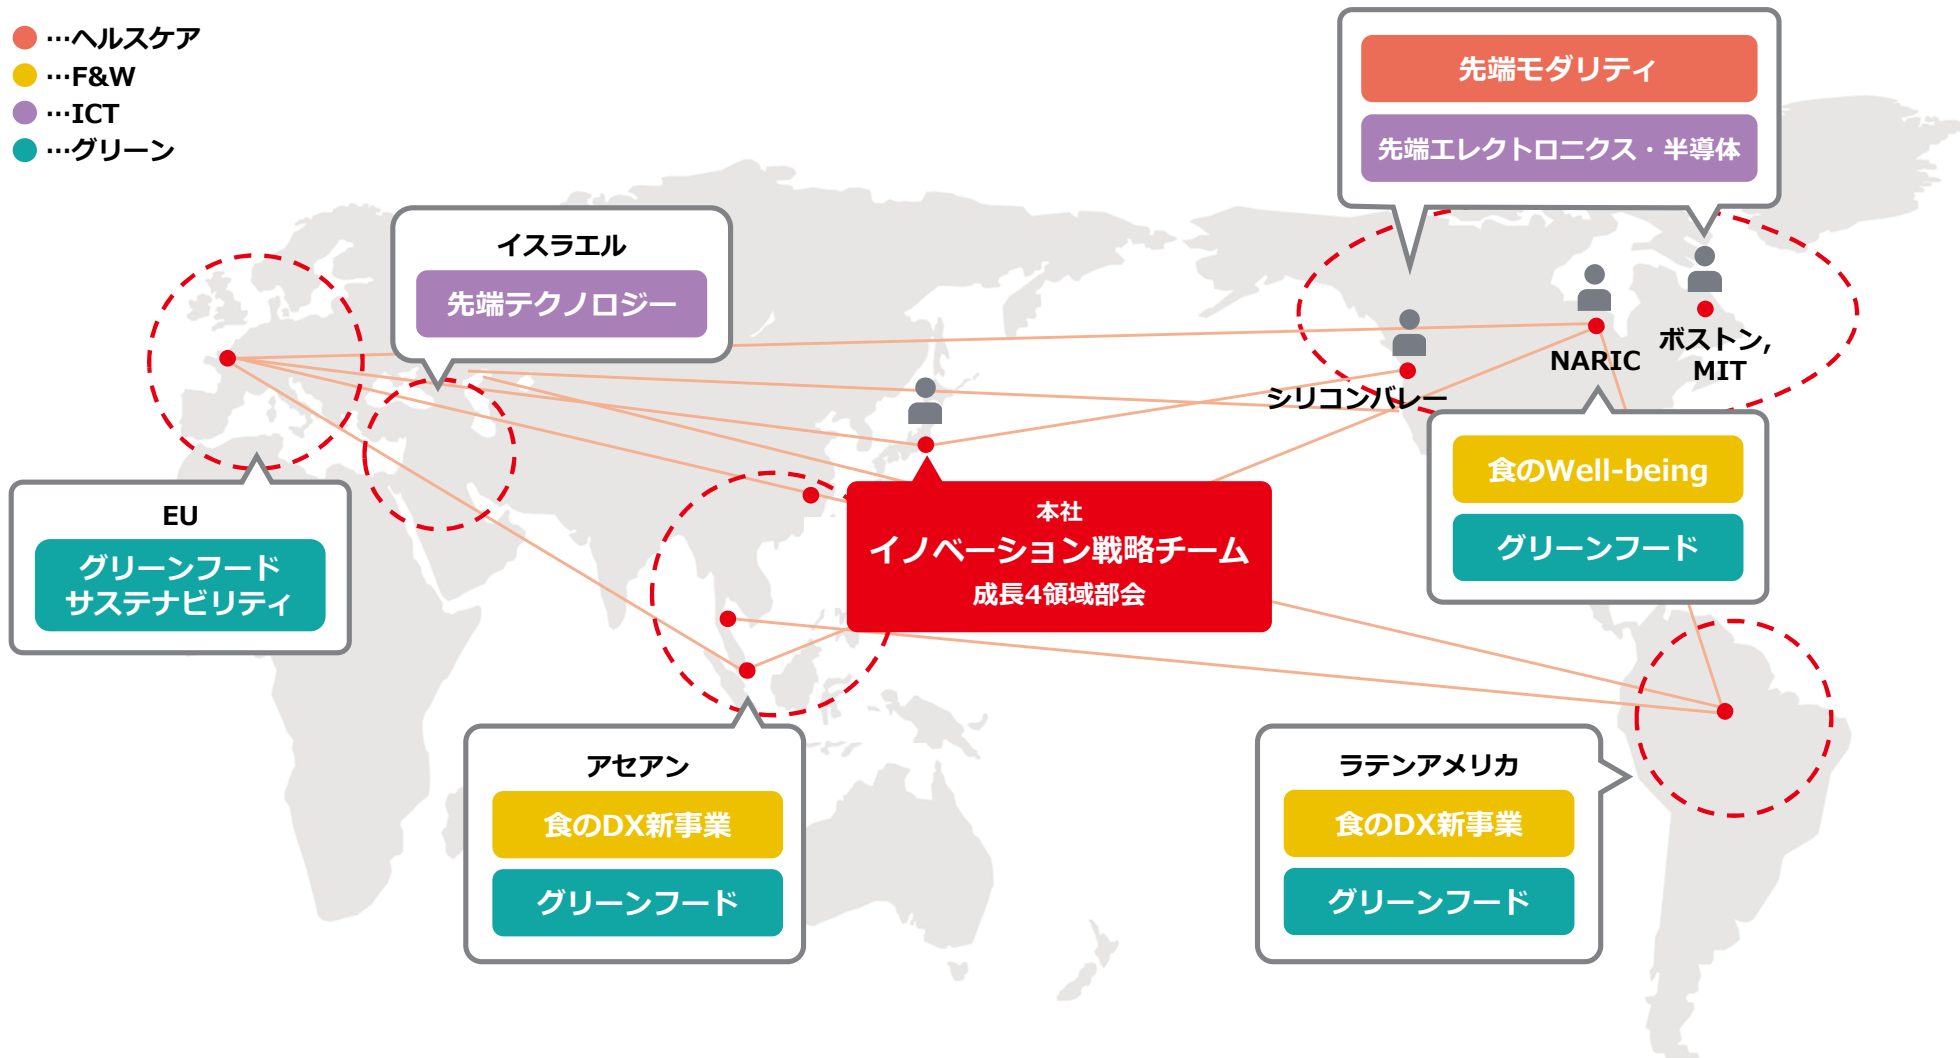 …ヘルスケア
…F&W
…ICT
…グリーン
先端モダリティ
先端エレクトロニクス・半導体
イスラエル
先端テクノロジー
シリコンバレー
NARIC
ボストン,
MIT
食のWell-being
グリーンフード
EU
グリーンフード
サステナビリティ
本社
イノベーション戦略チーム
成長4領域部会
アセアン
食のDX新事業
グリーンフード
ラテンアメリカ
食のDX新事業
グリーンフード